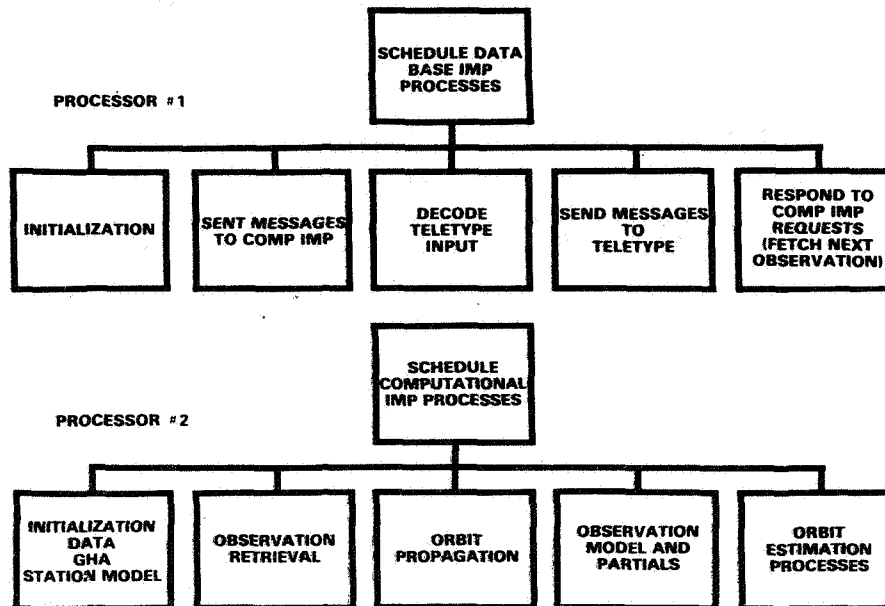 SCHEDULE DATA
BASE IMP
PROCESSES
PROCESSOR #1
INITIALIZATION
SENT MESSAGES
TO COMP IMP
DECODE
TELETYPE
INPUT
SEND MESSAGES
TO
TELETYPE
RESPOND TO
COMP IMP
REQUESTS
(FETCH NEXT
OBSERVATION)
SCHEDULE
COMPUTATIONAL
IMP PROCESSES
PROCESSOR #2
INITIALIZATION
DATA
GHA
STATION MODEL
OBSERVATION
RETRIEVAL
ORBIT
PROPAGATION
OBSERVATION
MODEL AND
PARTIALS
ORBIT
ESTIMATION
PROCESSES